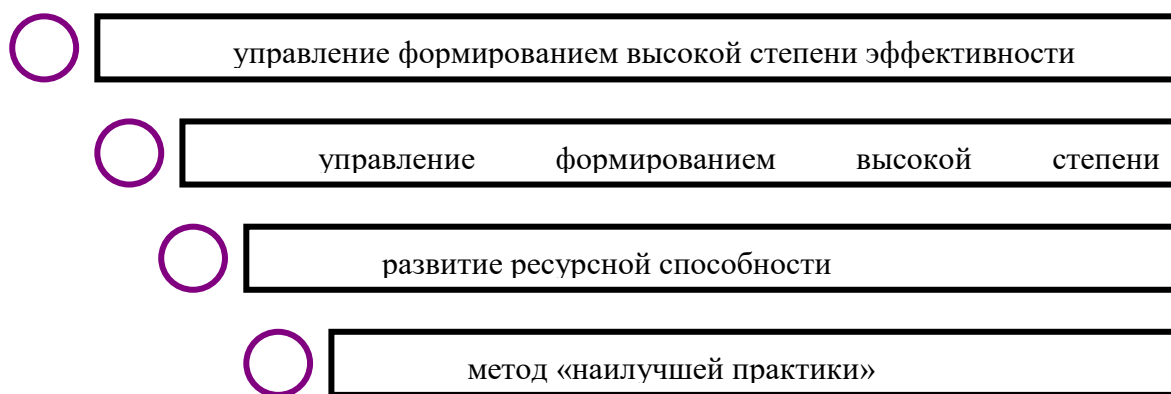 управление формированием высокой степени эффективности
управление формированием высокой степени
развитие ресурсной способности
метод «наилучшей практики»